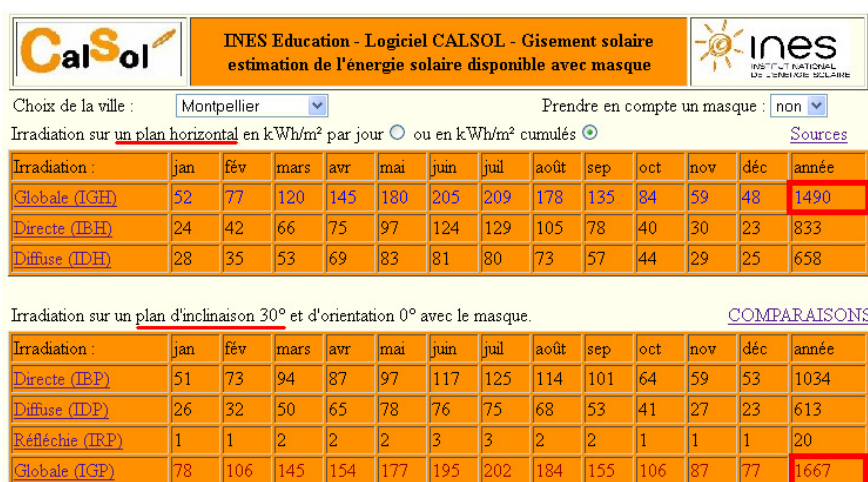 CalSol
INES Education - Logiciel CALSOL - Gisement solaire
estimation de l'énergie solaire disponible avec masque
ines
INSTITUT NATIONAL
DE L'ENERGIE SOLAIRE
Choix de la ville : Montpellier Prendre en compte un masque : non
Irradiation sur un plan horizontal en kWh/m² par jour ou en kWh/m² cumulés Sources
Irradiation : jan fév mars avr mai juin juil août sep oct nov déc année
Globale (IGH) 52 77 120 145 180 205 209 178 135 84 59 48 1490
Directe (IBH) 24 42 66 75 97 124 129 105 78 40 30 23 833
Diffuse (IDH) 28 35 53 69 83 81 80 73 57 44 29 25 658
Irradiation sur un plan d'inclinaison 30° et d'orientation 0° avec le masque. COMPARAISONS
Irradiation : jan fév mars avr mai juin juil août sep oct nov déc année
Directe (IBP) 51 73 94 87 97 117 125 114 101 64 59 53 1034
Diffuse (IDP) 26 32 50 65 78 76 75 68 53 41 27 23 613
Réfléchie (IRP) 1 1 2 2 2 3 3 2 2 1 1 1 20
Globale (IGP) 78 106 145 154 177 195 202 184 155 106 87 77 1667